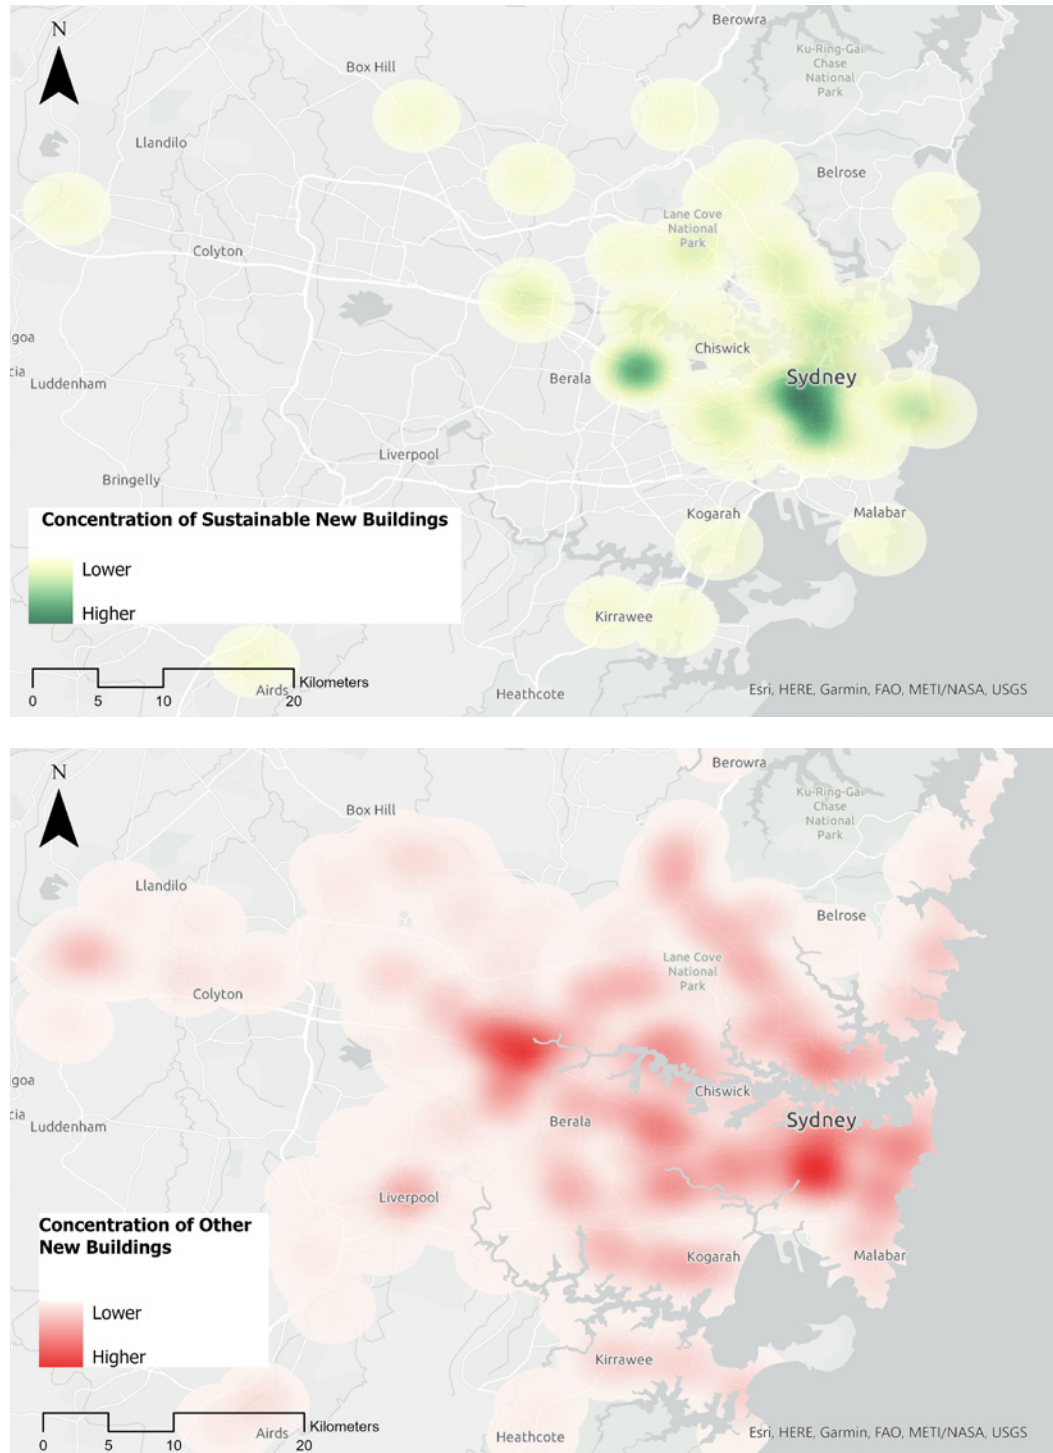 N
Berowra
Ku-Ring-Gai
Chase
National
Park
Box Hill
Llandilo
Belrose
Lane Cove
National
Park
Colyton
goa
Chiswick
cia
Berala
Sydney
Luddenham
Liverpool
Bringelly
Kogarah
Malabar
Concentration of Sustainable New Buildings
Lower
Higher
Kirrawee
Kilometers
Airds
Heathcote
0 5 10 20
Esri, HERE, Garmin, FAO, METI/NASA, USGS
N
Berowra
Ku-Ring-Gai
Chase
National
Park
Box Hill
Llandilo
Belrose
Lane Cove
National
Park
Colyton
goa
Chiswick
cia
Berala
Sydney
Luddenham
Liverpool
Concentration of Other
New Buildings
Kogarah
Malabar
Lower
Higher
Kirrawee
Kilometers
Airds
Heathcote
0 5 10 20
Esri, HERE, Garmin, FAO, METI/NASA, USGS